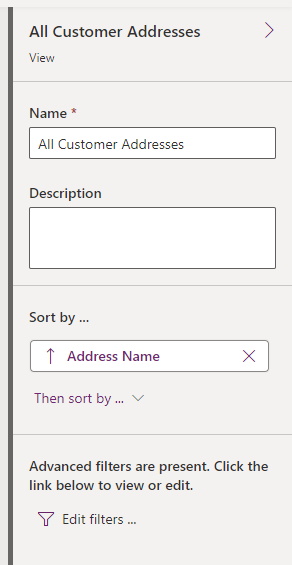 All Customer Addresses
View
Name *
All Customer Addresses
Description
Sort by ...
Address Name
Then sort by ...
Advanced filters are present. Click the
link below to view or edit.
Edit filters ...